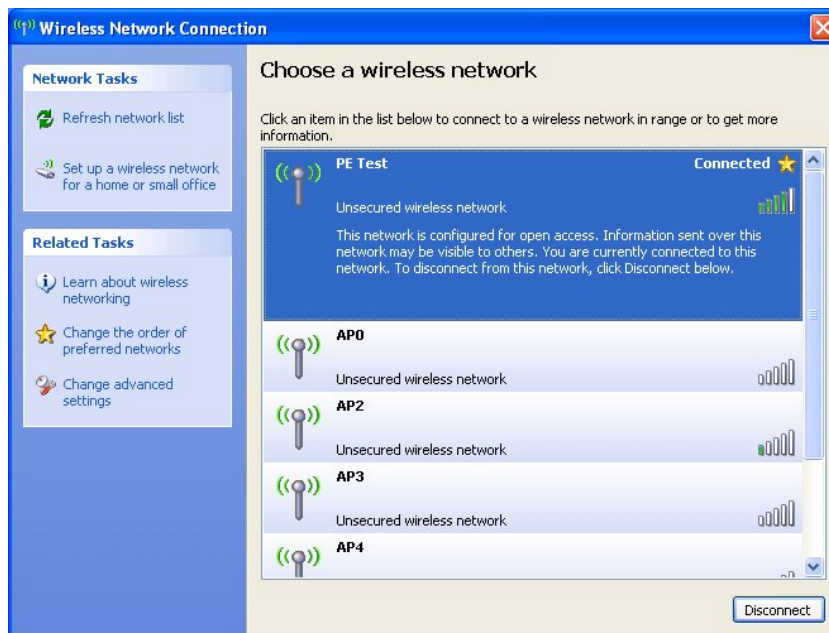 Wireless Network Connection
Network Tasks
Refresh network list
Set up a wireless network
for a home or small office
Related Tasks
Learn about wireless
networking
Change the order of
preferred networks
Change advanced
settings
Choose a wireless network
Click an item in the list below to connect to a wireless network in range or to get more
information.
PE Test
Connected
Unsecured wireless network
This network is configured for open access. Information sent over this
network may be visible to others. You are currently connected to this
network. To disconnect from this network, click Disconnect below.
AP0
Unsecured wireless network
AP2
Unsecured wireless network
AP3
Unsecured wireless network
AP4
Disconnect